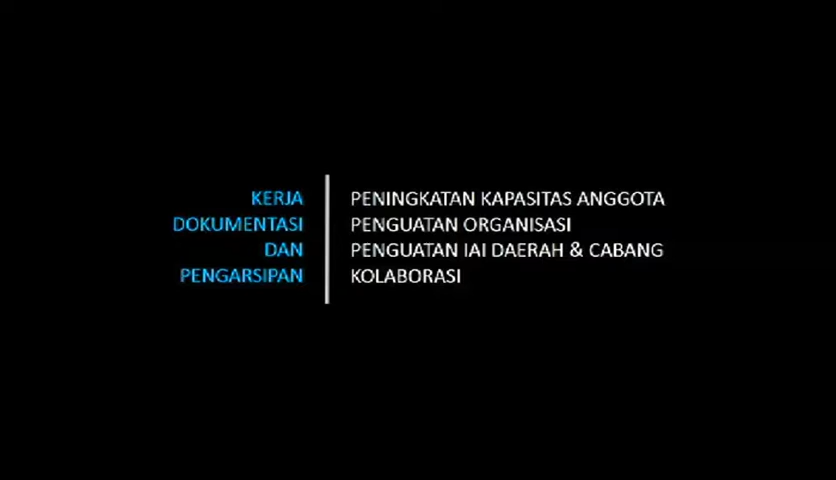 KERJA
DOKUMENTASI
DAN
PENGARSIPAN
PENINGKATAN KAPASITAS ANGGOTA
PENGUATAN ORGANISASI
PENGUATAN IAI DAERAH & CABANG
KOLABORASI